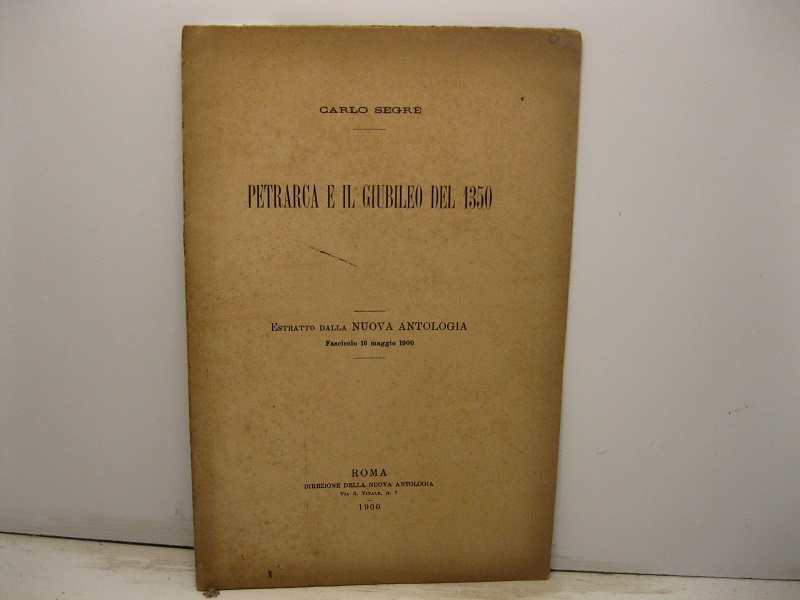 CARLO SEGRÈ
PETRARCA E IL GIUBILEO DEL 1350
ESTRATTO DALLA NUOVA ANTOLOGIA
Fascicolo 16 maggio 1900
ROMA
DIREZIONE DELLA NUOVA ANTOLOGIA
VIA S. VITALE, N. 7
1900